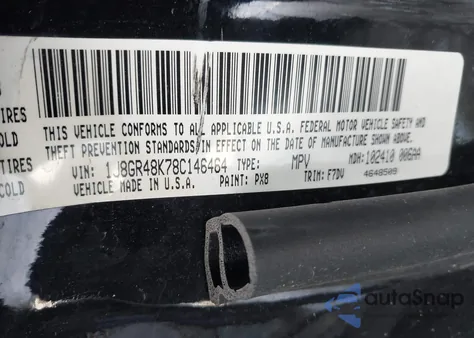 IRES
OLD
IRES
COLD
THIS VEHICLE CONFORMS TO ALL APPLICABLE U.S.A. FEDERAL MOTOR VEHICLE SAFETY AND
THEFT PREVENTION STANDARDS IN EFFECT ON THE DATE OF MANUFACTURE SHOWN ABOVE.
VIN: 1J8GR48K78C146464 TYPE: MPV MDH: 102410 006AA
VEHICLE MADE IN U.S.A. PAINT: PX8 TRIM: F7DV 4648509
autoSnap